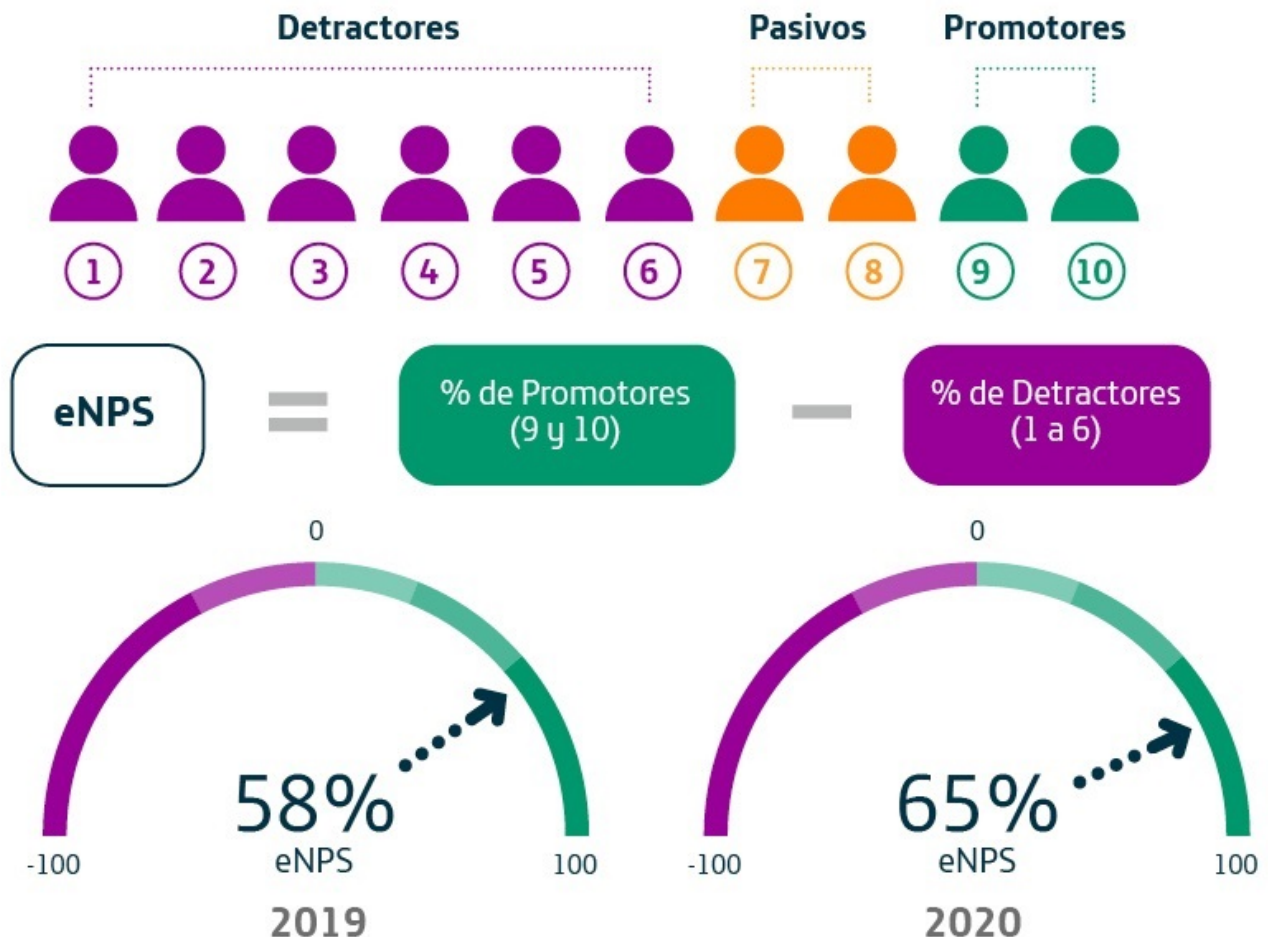 Detractores
Pasivos
Promotores
1
2
3
4
5
6
7
8
9
10
eNPS
=
% de Promotores
(9 y 10)
—
% de Detractores
(1 a 6)
0
58%
-100
eNPS
100
2019
0
65%
-100
eNPS
100
2020